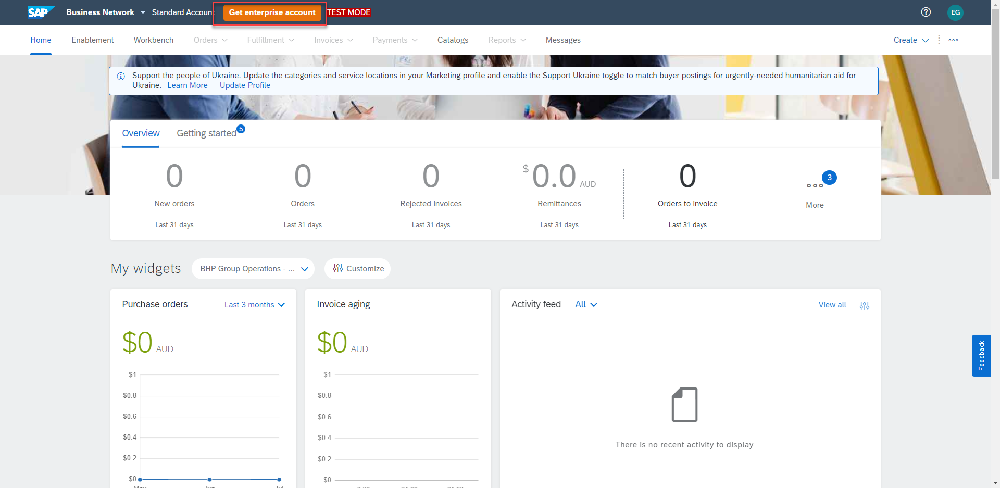 SAP Business Network Standard Account Get enterprise account TEST MODE EG
Home Enablement Workbench Orders Fulfillment Invoices Payments Catalogs Reports Messages Create
Support the people of Ukraine. Update the categories and service locations in your Marketing profile and enable the Support Ukraine toggle to match buyer postings for urgently-needed humanitarian aid for
Ukraine. Learn More Update Profile
Overview Getting started 5
0 0 0 $0.0 AUD 0 3
New orders Orders Rejected invoices Remittances Orders to invoice More
Last 31 days Last 31 days Last 31 days Last 31 days Last 31 days
My widgets BHP Group Operations - ... Customize
Purchase orders Last 3 months
$0 AUD
$1
$0.8
$0.6
$0.4
$0.2
$0
Invoice aging
$0 AUD
$1
$0.8
$0.6
$0.4
$0.2
$0
Activity feed All View all
There is no recent activity to display
Feedback